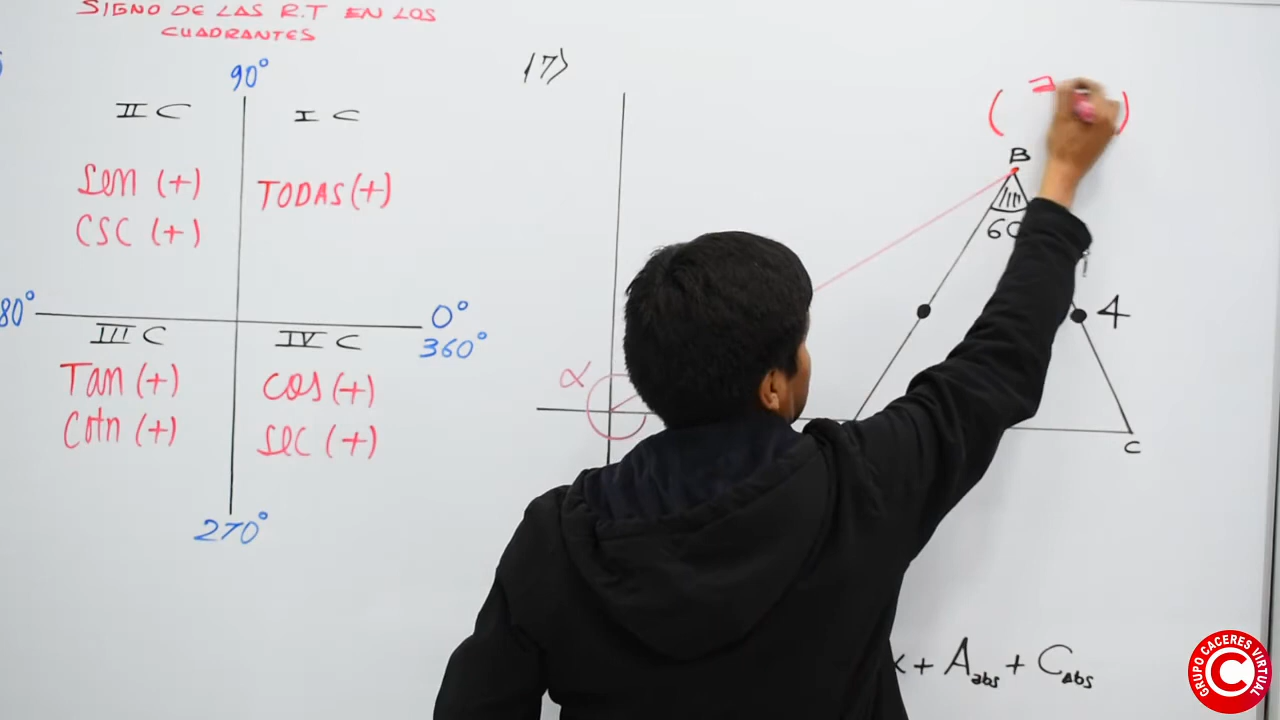 SIGNO DE LAS R.T EN LOS
CUADRANTES
90°
II C
I C
Sen (+)
CSC (+)
TODAS (+)
80°
0°
360°
III C
IV C
Tan (+)
Cotn (+)
Cos (+)
Sec (+)
270°
17)
( )
B
60
4
α
C
+ A abs + C abs
GRUPO CACERES VIRTUAL
C